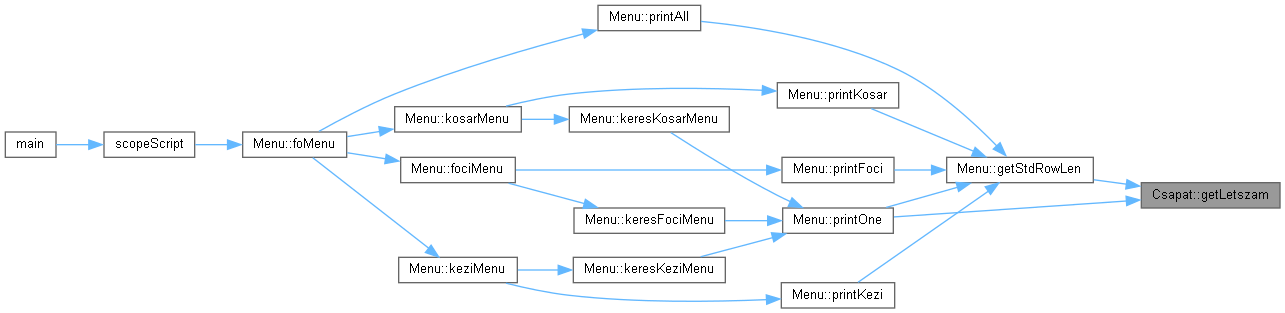 Menu::printAll
Menu::printKosar
Menu::kosarMenu
Menu::keresKosarMenu
main
scopeScript
Menu::foMenu
Menu::fociMenu
Menu::printFoci
Menu::getStdRowLen
Csapat::getLetszam
Menu::keresFociMenu
Menu::printOne
Menu::keziMenu
Menu::keresKeziMenu
Menu::printKezi